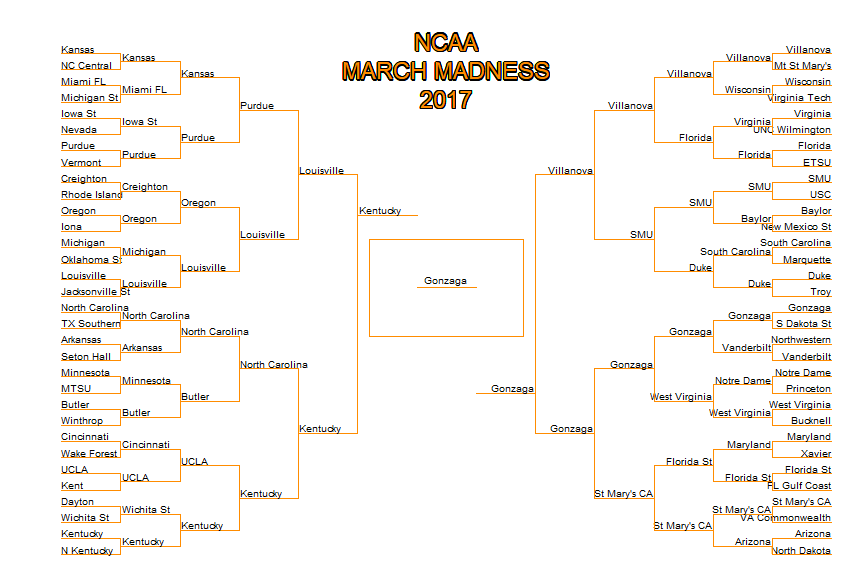 NCAA
MARCH MADNESS
2017
Kansas
NC Central
Miami FL
Michigan St
Iowa St
Nevada
Purdue
Vermont
Creighton
Rhode Island
Oregon
Iona
Michigan
Oklahoma St
Louisville
Jacksonville St
North Carolina
TX Southern
Arkansas
Seton Hall
Minnesota
MTSU
Butler
Winthrop
Cincinnati
Wake Forest
UCLA
Kent
Dayton
Wichita St
Kentucky
N Kentucky
Kansas
Miami FL
Iowa St
Purdue
Creighton
Oregon
Michigan
Louisville
North Carolina
Arkansas
Minnesota
Butler
Cincinnati
UCLA
Wichita St
Kentucky
Kansas
Purdue
Oregon
Louisville
North Carolina
Butler
UCLA
Kentucky
Purdue
Louisville
North Carolina
Kentucky
Louisville
Kentucky
Kentucky
Gonzaga
Gonzaga
Villanova
Gonzaga
Villanova
SMU
Gonzaga
St Mary's CA
Villanova
Florida
SMU
Duke
Gonzaga
West Virginia
Florida St
St Mary's CA
Villanova
Wisconsin
Virginia
Florida
SMU
Baylor
South Carolina
Duke
Gonzaga
Vanderbilt
Notre Dame
West Virginia
Maryland
Florida St
St Mary's CA
Arizona
Villanova
Mt St Mary's
Wisconsin
Virginia Tech
Virginia
UNC Wilmington
Florida
ETSU
SMU
USC
Baylor
New Mexico St
South Carolina
Marquette
Duke
Troy
Gonzaga
S Dakota St
Northwestern
Vanderbilt
Notre Dame
Princeton
West Virginia
Bucknell
Maryland
Xavier
Florida St
FL Gulf Coast
St Mary's CA
VA Commonwealth
Arizona
North Dakota